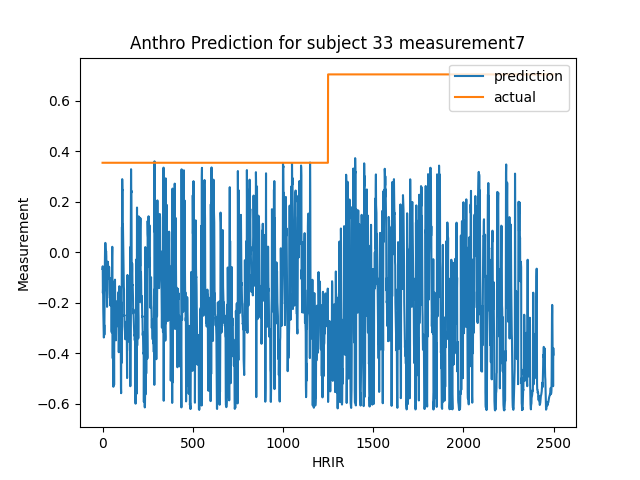 Anthro Prediction for subject 33 measurement7
prediction
actual
Measurement
0.6
0.4
0.2
0.0
−0.2
−0.4
−0.6
0
500
1000
1500
2000
2500
HRIR